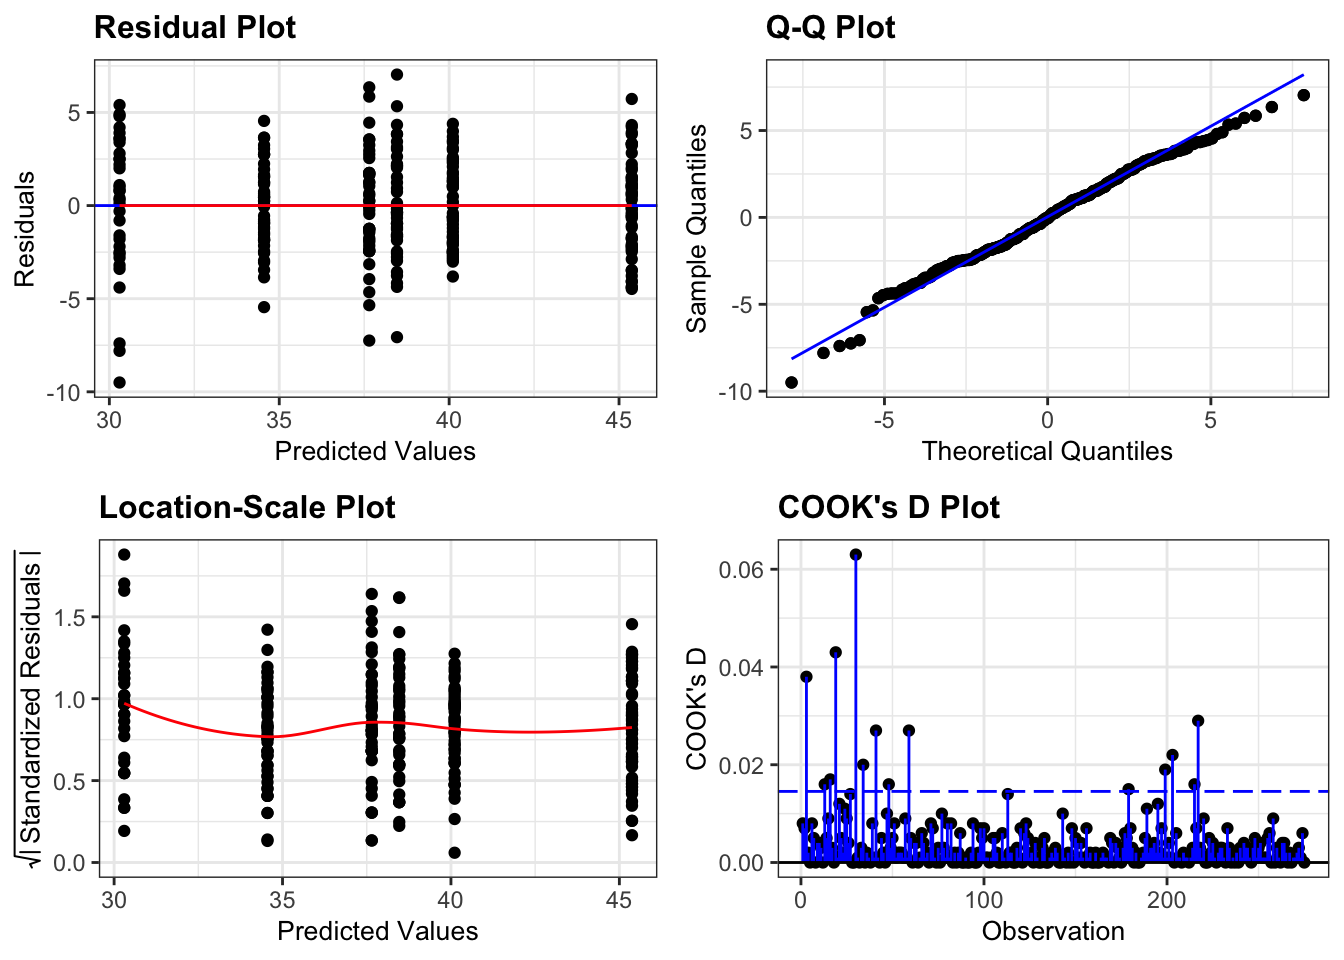 Residual Plot
5
0
-5
-10
30
35
40
45
Residuals
Predicted Values
Q-Q Plot
5
0
-5
-10
-5
0
5
Sample Quantiles
Theoretical Quantiles
Location-Scale Plot
1.5
1.0
0.5
0.0
30
35
40
45
√| Standardized Residuals |
Predicted Values
COOK's D Plot
0.06
0.04
0.02
0.00
0
100
200
COOK's D
Observation